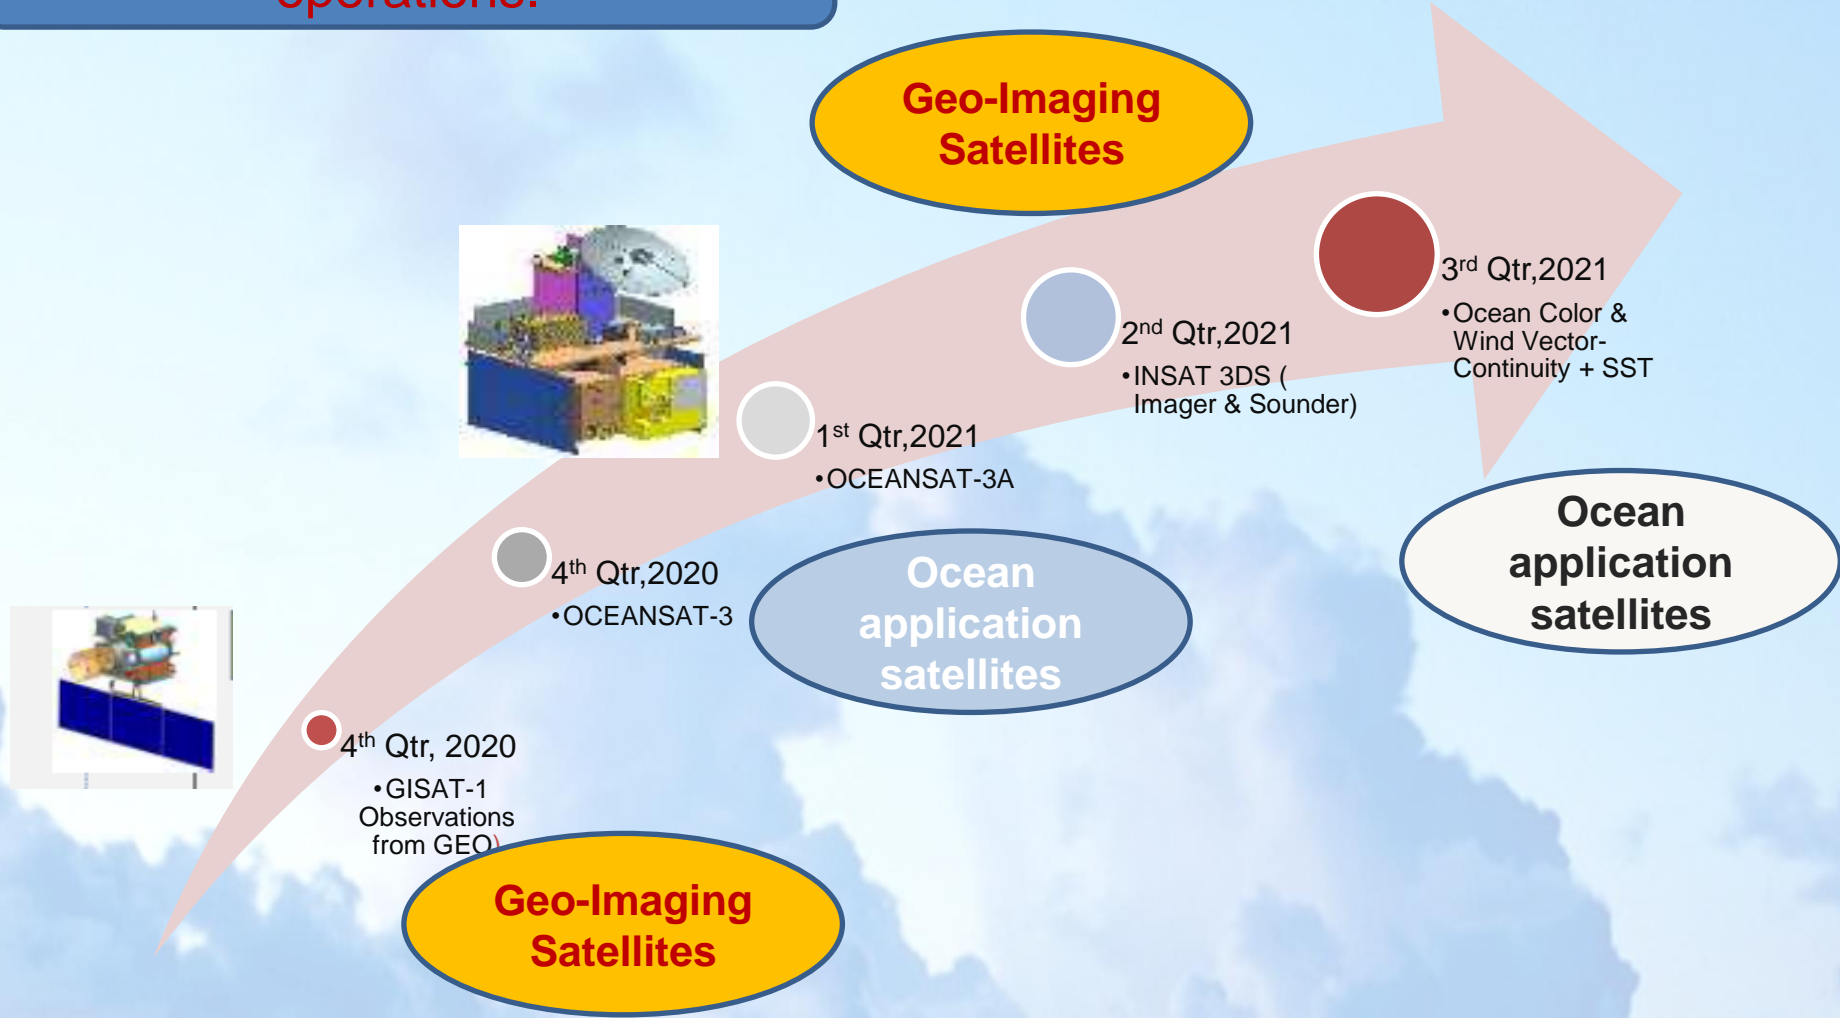 operations.
Geo-Imaging
Satellites
3rd Qtr,2021
•Ocean Color &
Wind Vector-
Continuity + SST
2nd Qtr,2021
•INSAT 3DS (
Imager & Sounder)
1st Qtr,2021
•OCEANSAT-3A
Ocean
application
satellites
4th Qtr,2020
•OCEANSAT-3
Ocean
application
satellites
4th Qtr, 2020
•GISAT-1
Observations
from GEO)
Geo-Imaging
Satellites